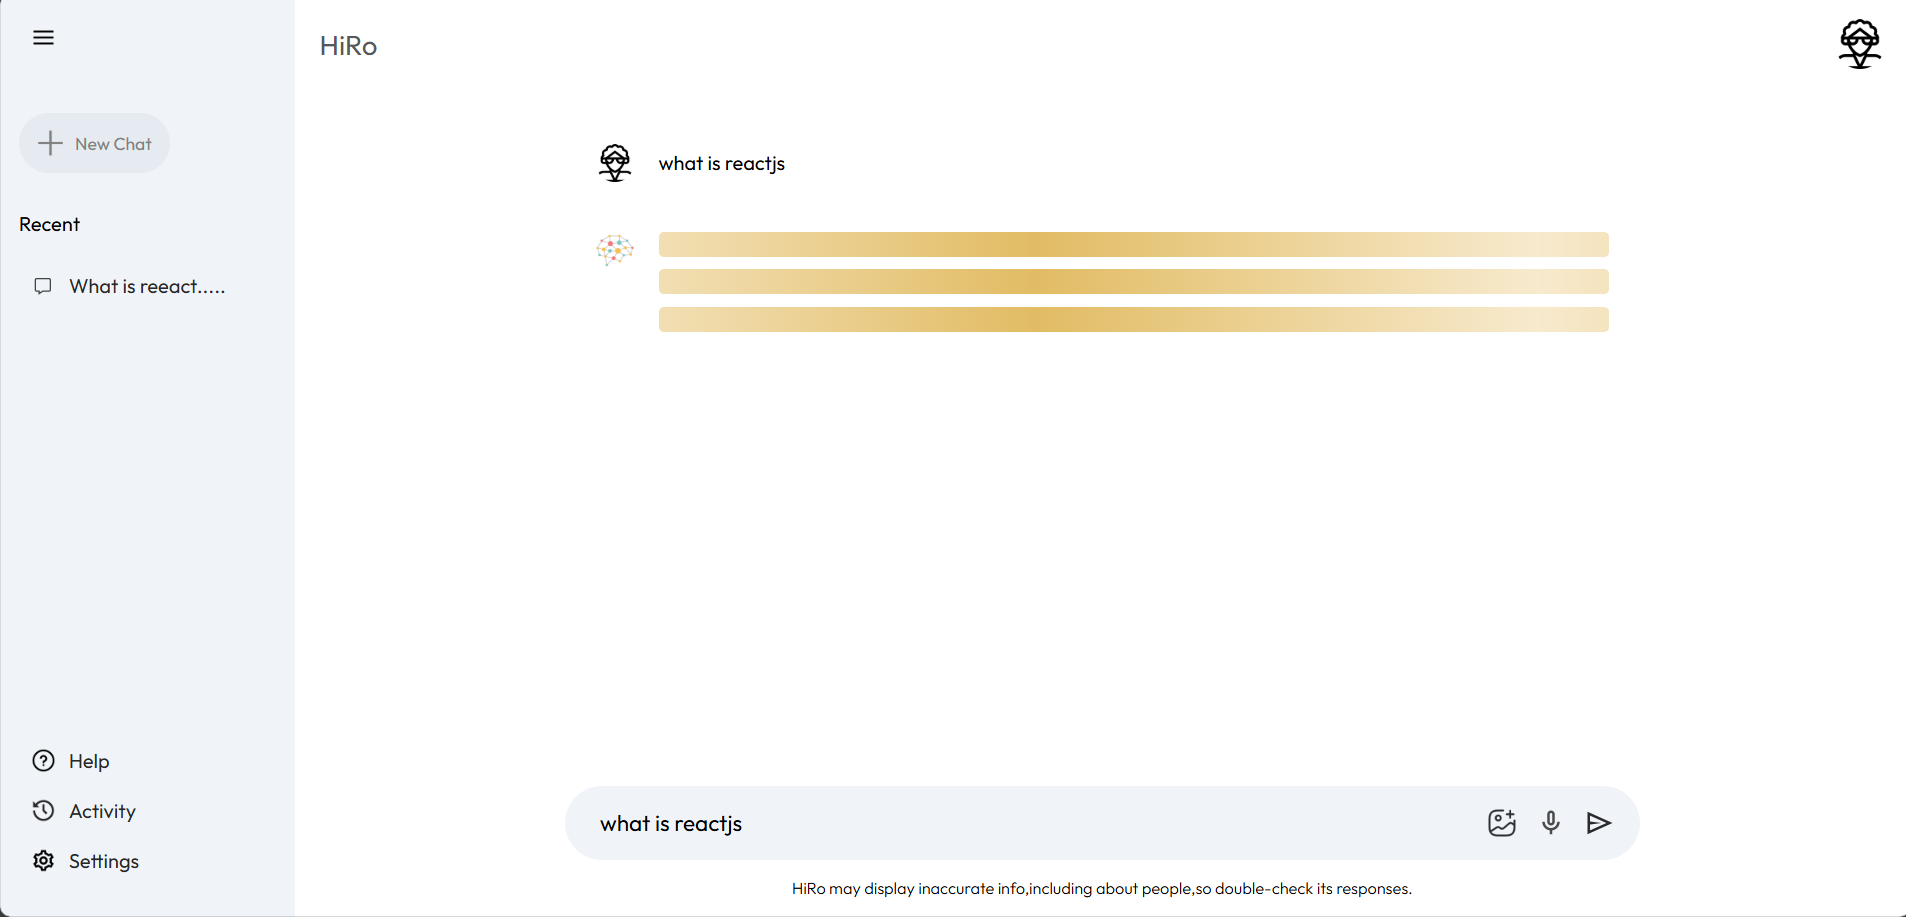 HiRo
New Chat
Recent
What is reeact.....
Help
Activity
Settings
what is reactjs
what is reactjs
HiRo may display inaccurate info,including about people,so double-check its responses.